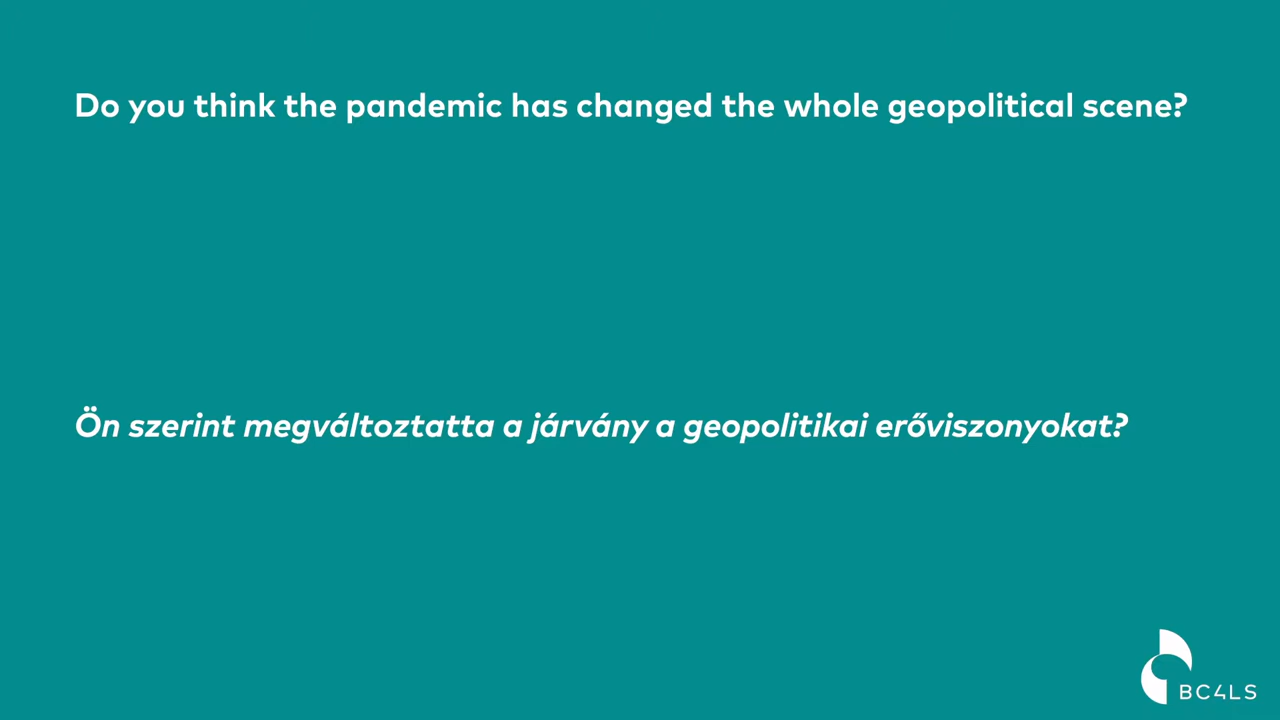 Do you think the pandemic has changed the whole geopolitical scene?
Ön szerint megváltoztatta a járvány a geopolitikai erőviszonyokat?
BC4LS